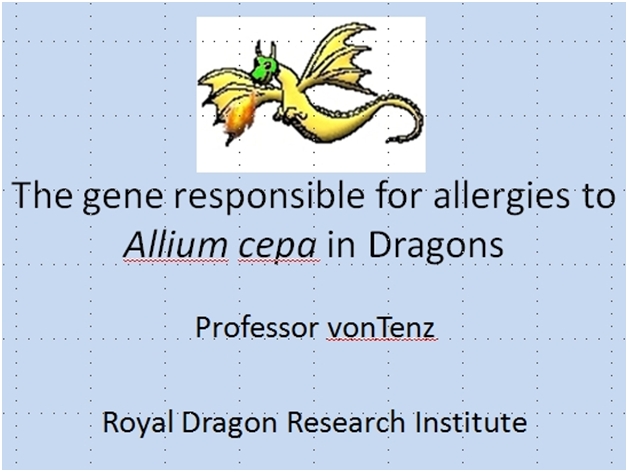 The gene responsible for allergies to
Allium cepa in Dragons
Professor vonTenz
Royal Dragon Research Institute